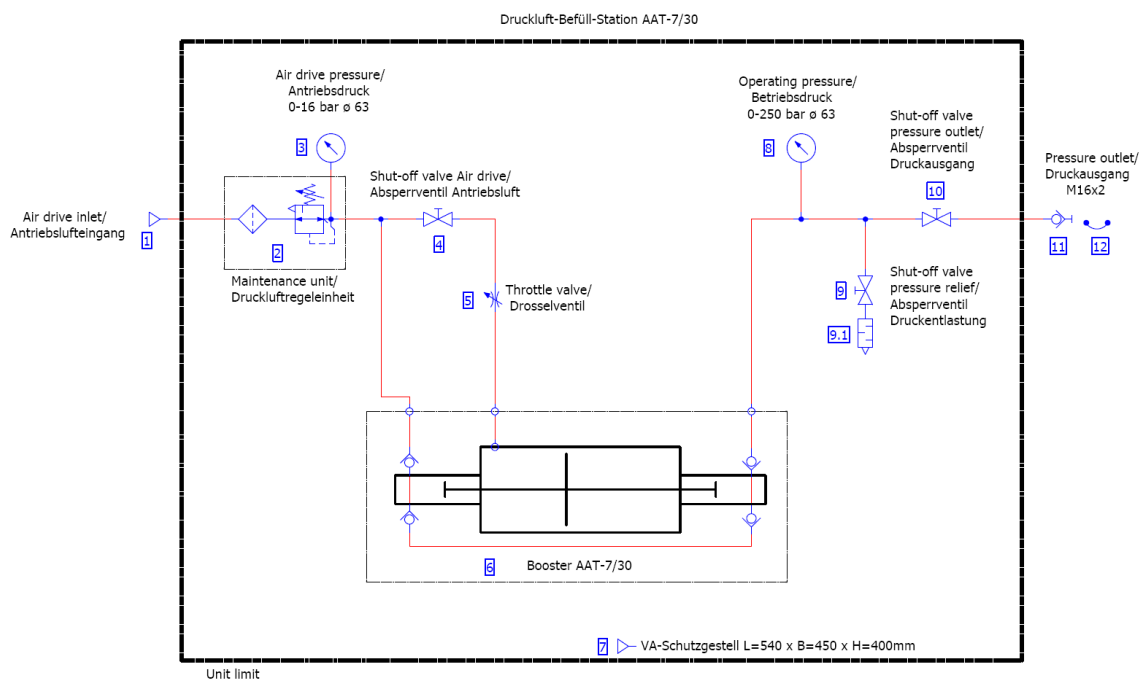 Druckluft-Befüll-Station AAT-7/30
Air drive pressure/
Antriebsdruck
0-16 bar ø 63
3
Operating pressure/
Betriebsdruck
0-250 bar ø 63
8
Shut-off valve
pressure outlet/
Absperrventil
Druckausgang
10
Pressure outlet/
Druckausgang
M16x2
11
12
Shut-off valve Air drive/
Absperrventil Antriebsluft
4
Air drive inlet/
Antriebslufteingang
1
2
Maintenance unit/
Druckluftregeleinheit
5
Throttle valve/
Drosselventil
9
9.1
Shut-off valve
pressure relief/
Absperrventil
Druckentlastung
6
Booster AAT-7/30
7
VA-Schutzgestell L=540 x B=450 x H=400mm
Unit limit